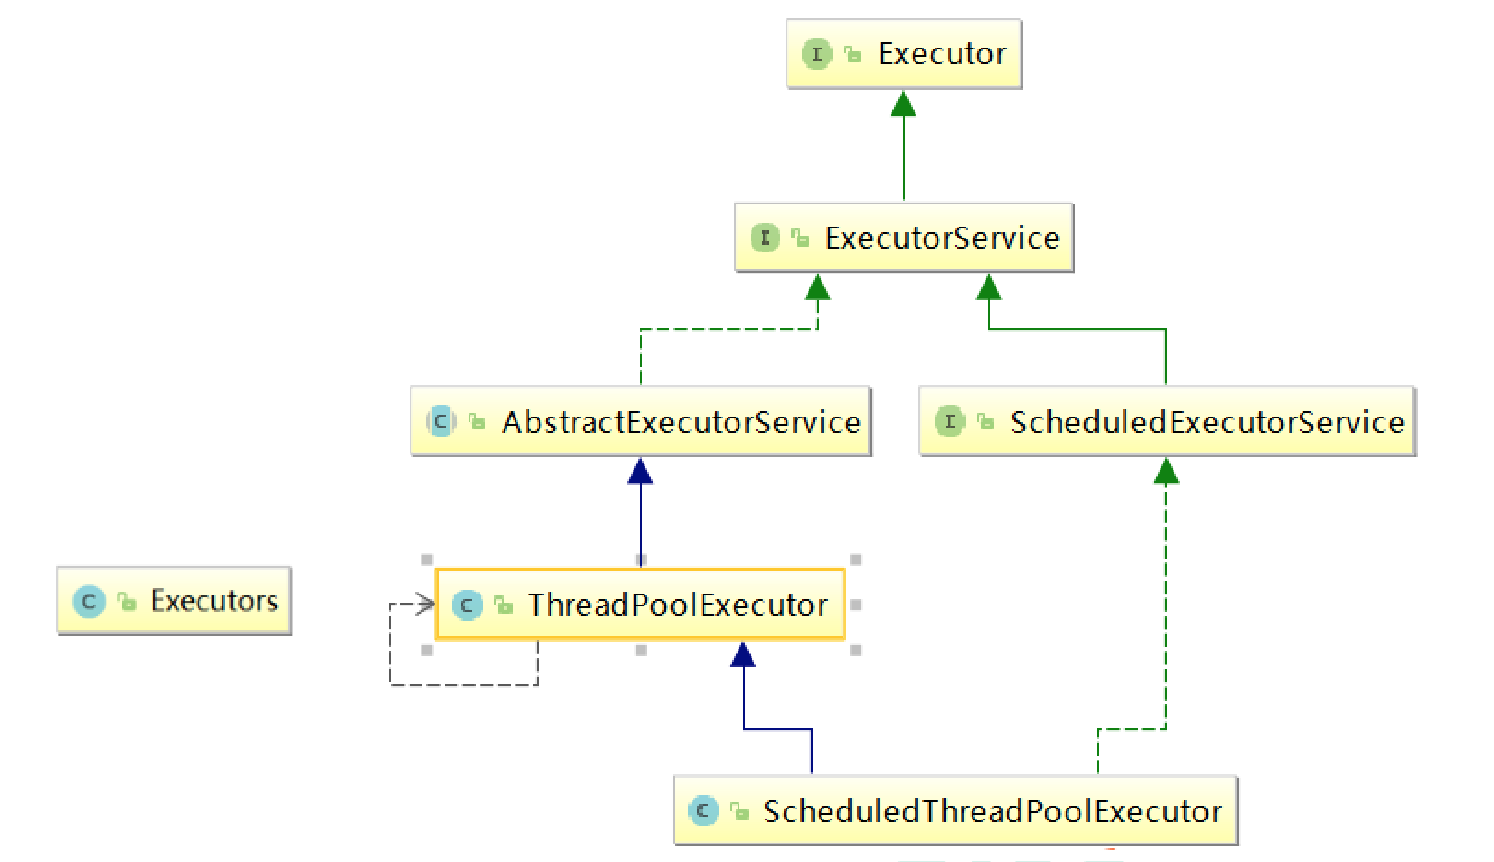 I Executor
I ExecutorService
C AbstractExecutorService
I ScheduledExecutorService
C Executors
C ThreadPoolExecutor
C ScheduledThreadPoolExecutor